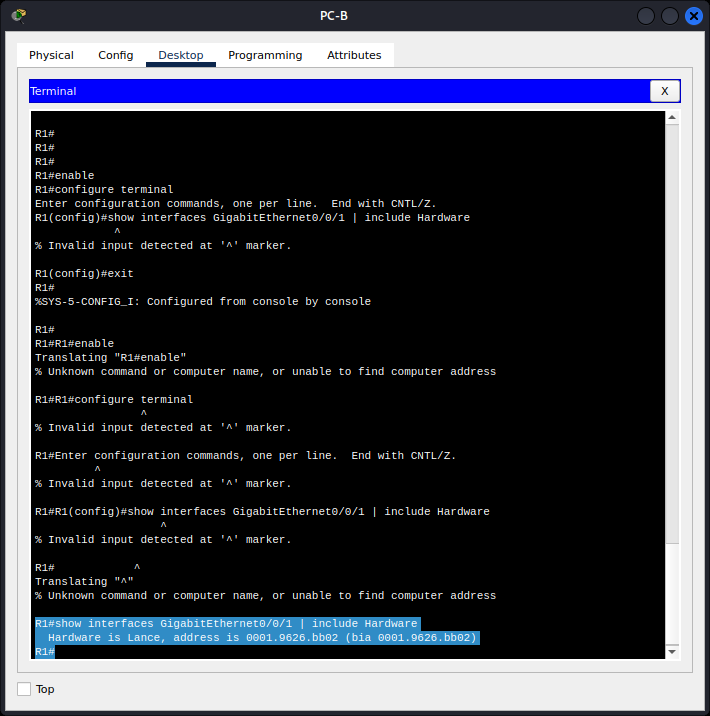 PC-B
Physical Config Desktop Programming Attributes
Terminal X
R1#
R1#
R1#
R1#enable
R1#configure terminal
Enter configuration commands, one per line.  End with CNTL/Z.
R1(config)#show interfaces GigabitEthernet0/0/1 | include Hardware
            ^
% Invalid input detected at '^' marker.
R1(config)#exit
R1#
%SYS-5-CONFIG_I: Configured from console by console
R1#
R1#R1#enable
Translating "R1#enable"
% Unknown command or computer name, or unable to find computer address
R1#R1#configure terminal
                ^
% Invalid input detected at '^' marker.
R1#Enter configuration commands, one per line.  End with CNTL/Z.
         ^
% Invalid input detected at '^' marker.
R1#R1(config)#show interfaces GigabitEthernet0/0/1 | include Hardware
                   ^
% Invalid input detected at '^' marker.
R1#            ^
Translating "^"
% Unknown command or computer name, or unable to find computer address
R1#show interfaces GigabitEthernet0/0/1 | include Hardware
  Hardware is Lance, address is 0001.9626.bb02 (bia 0001.9626.bb02)
R1#
Top